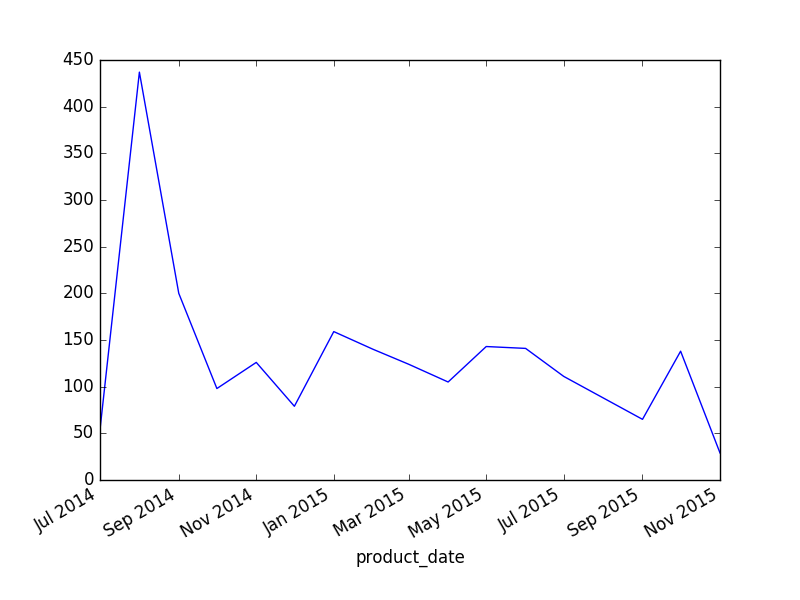 450
400
350
300
250
200
150
100
50
0
Jul 2014
Sep 2014
Nov 2014
Jan 2015
Mar 2015
May 2015
Jul 2015
Sep 2015
Nov 2015
product_date